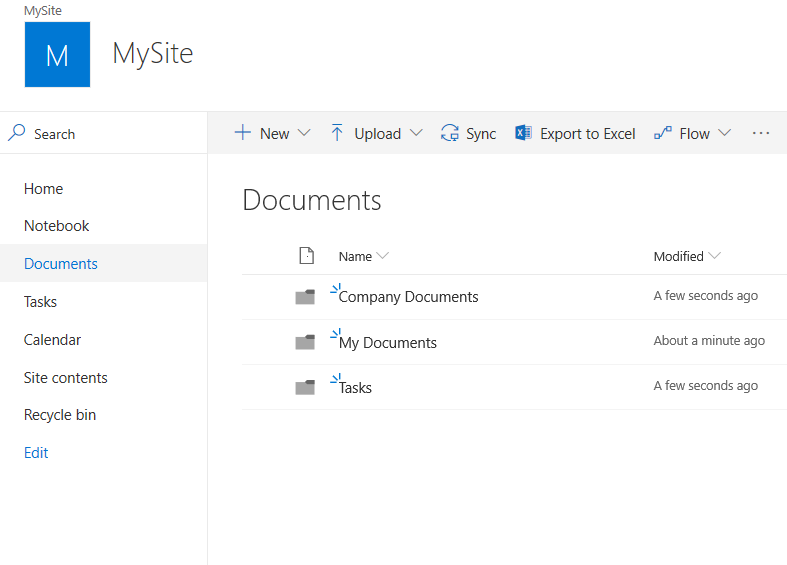 MySite
M
MySite
Search
New Upload Sync Export to Excel Flow ...
Home
Notebook
Documents
Tasks
Calendar
Site contents
Recycle bin
Edit
Documents
Name Modified
Company Documents A few seconds ago
My Documents About a minute ago
Tasks A few seconds ago